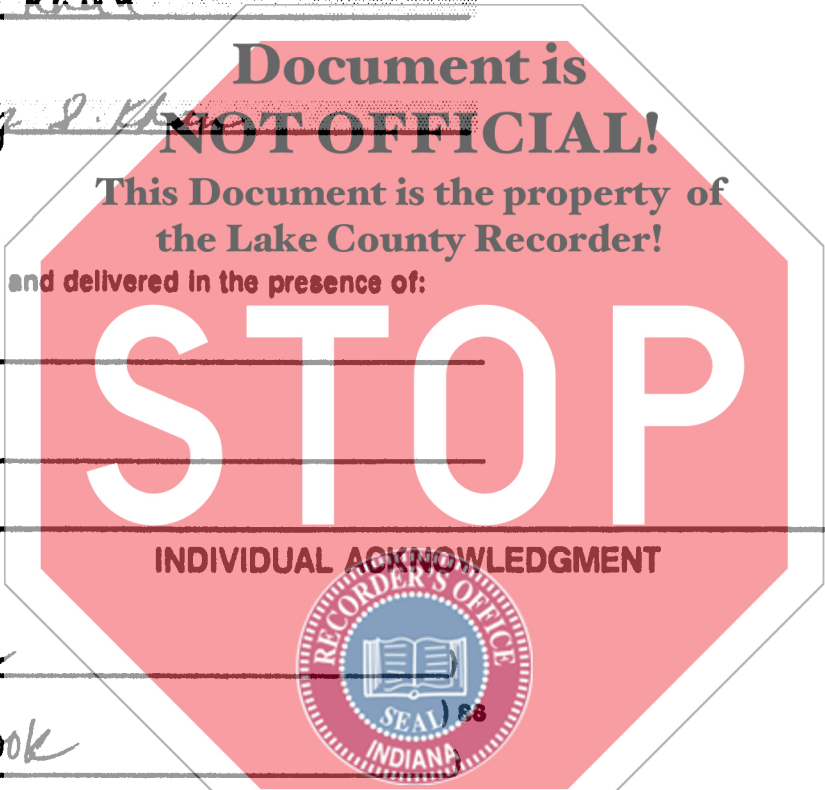 Document is
NOT OFFICIAL!
This Document is the property of
the Lake County Recorder!
and delivered in the presence of:
STOP
INDIVIDUAL ACKNOWLEDGMENT
RECORDER'S OFFICE
)
SEAL
) ss
INDIANA
)